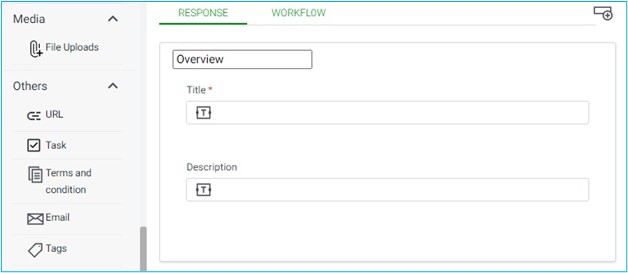 Media
File Uploads
Others
URL
Task
Terms and
condition
Email
Tags
RESPONSE
WORKFLOW
Overview
Title *
T
Description
T